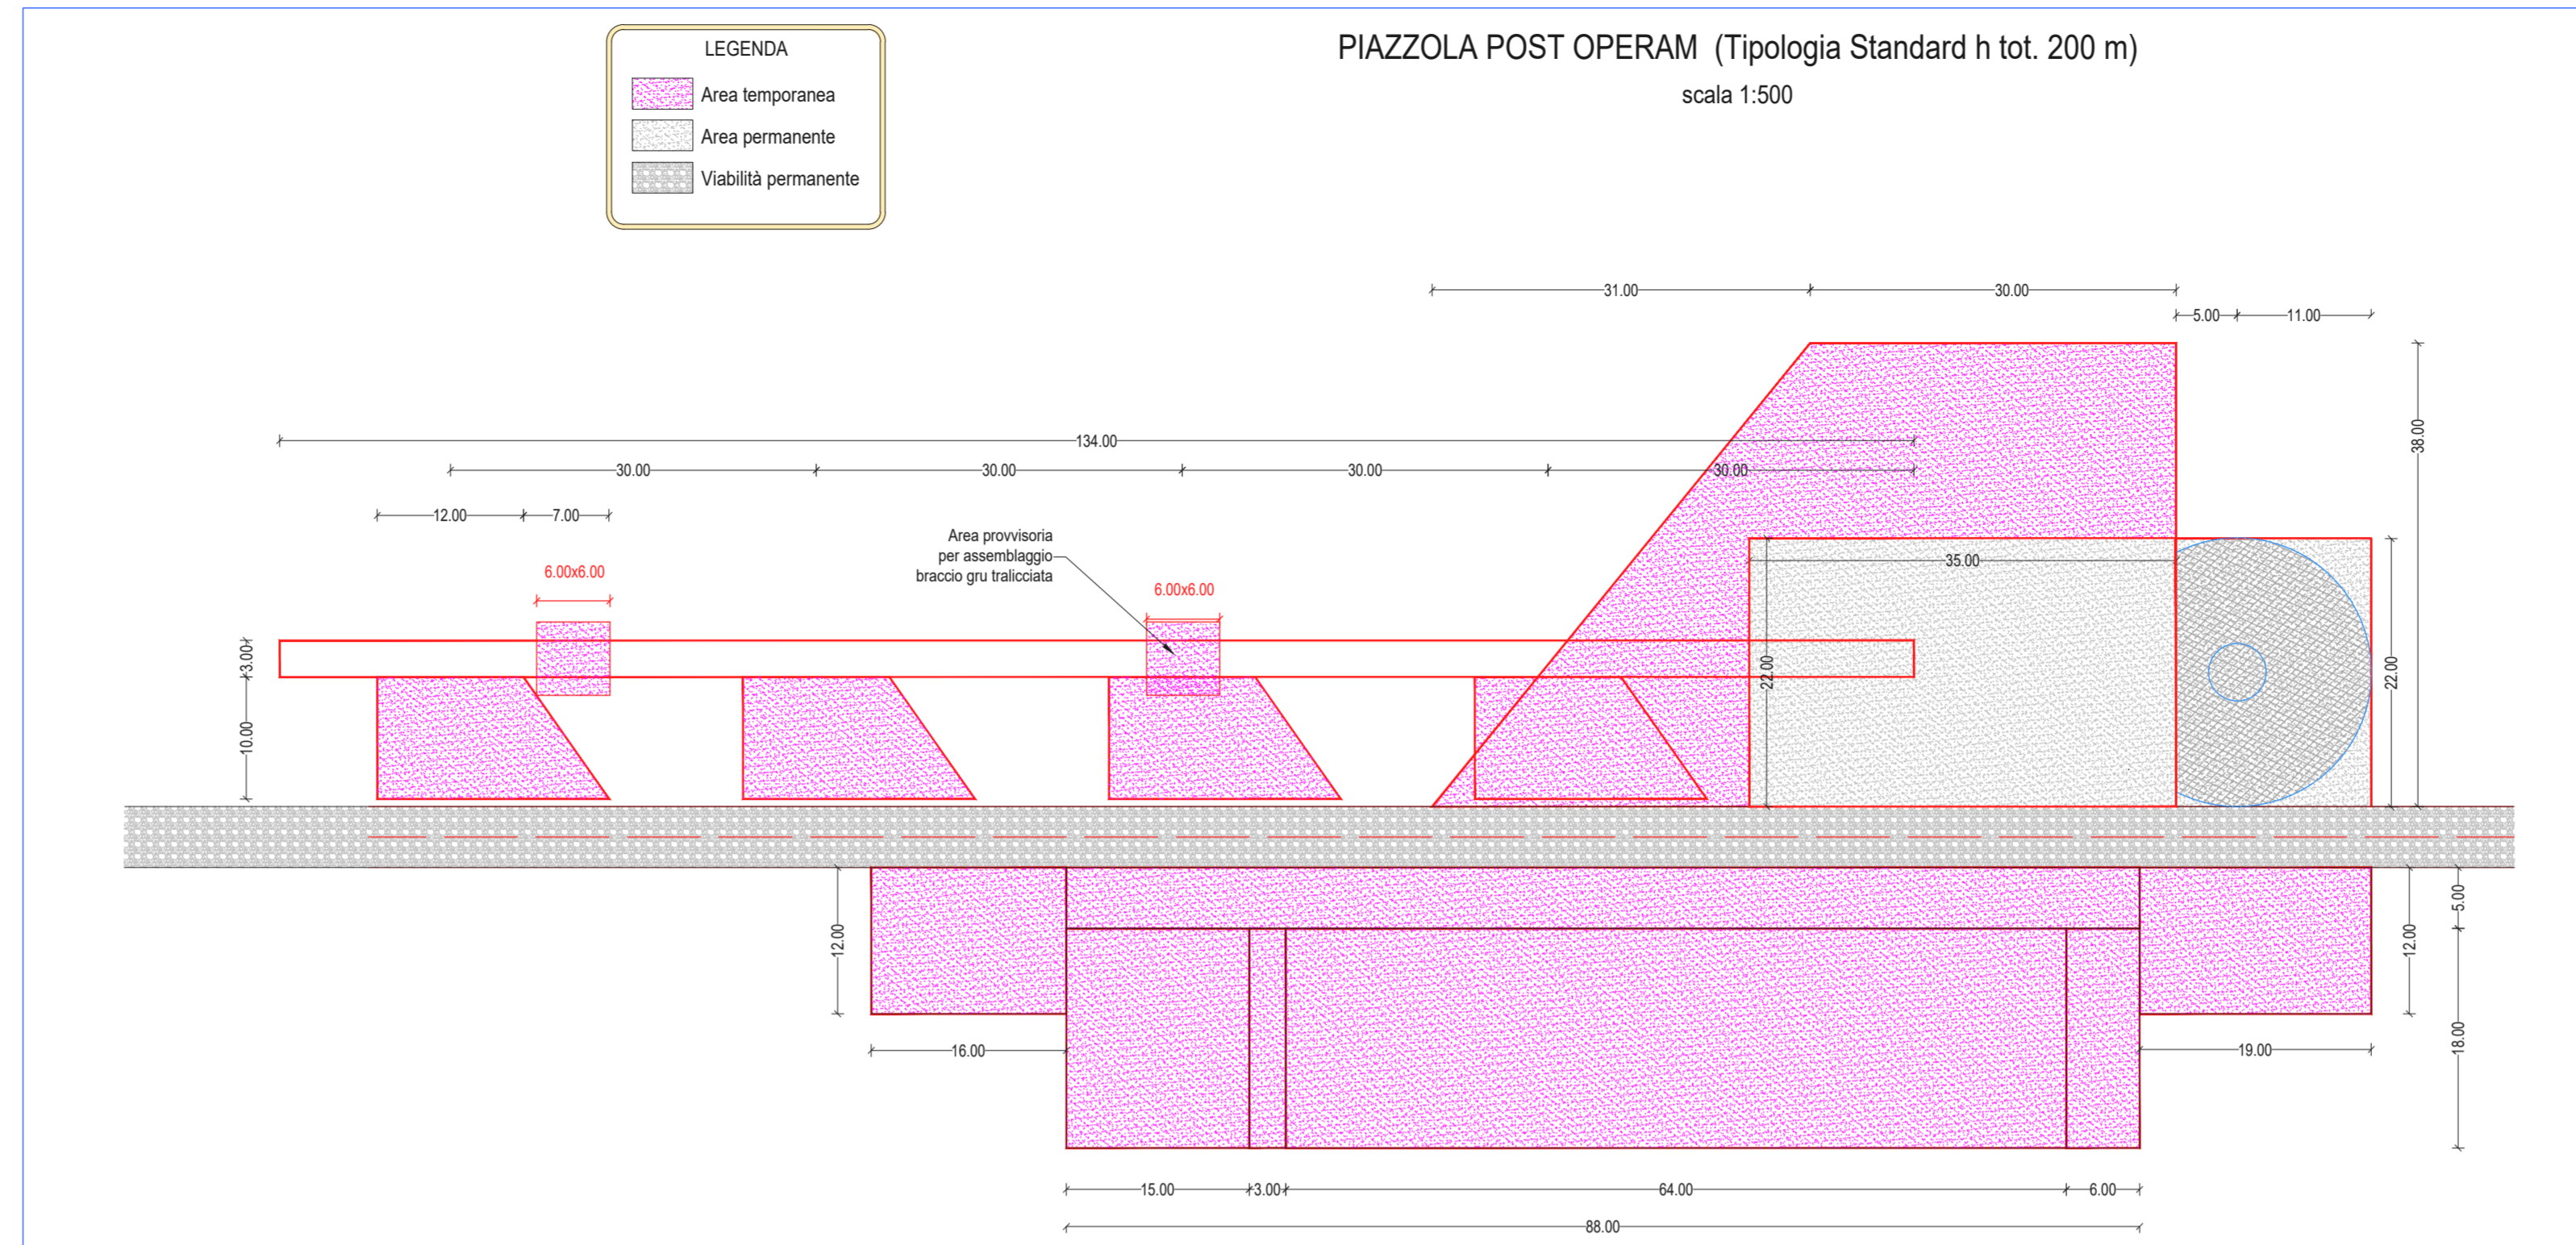 LEGENDA
Area temporanea
Area permanente
Viabilità permanente
PIAZZOLA POST OPERAM (Tipologia Standard h tot. 200 m)
scala 1:500
31.00
30.00
5.00
11.00
38.00
134.00
30.00
30.00
30.00
30.00
12.00
7.00
Area provvisoria
per assemblaggio
braccio gru tralicciata
6.00x6.00
6.00x6.00
35.00
3.00
22.00
22.00
10.00
5.00
12.00
12.00
18.00
16.00
19.00
15.00
3.00
64.00
6.00
88.00